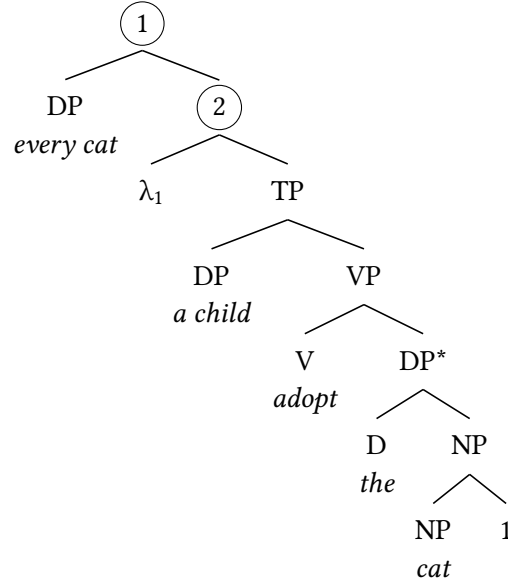 1
DP
every cat
2
λ₁
TP
DP
a child
VP
V
adopt
DP*
D
the
NP
NP
cat
1